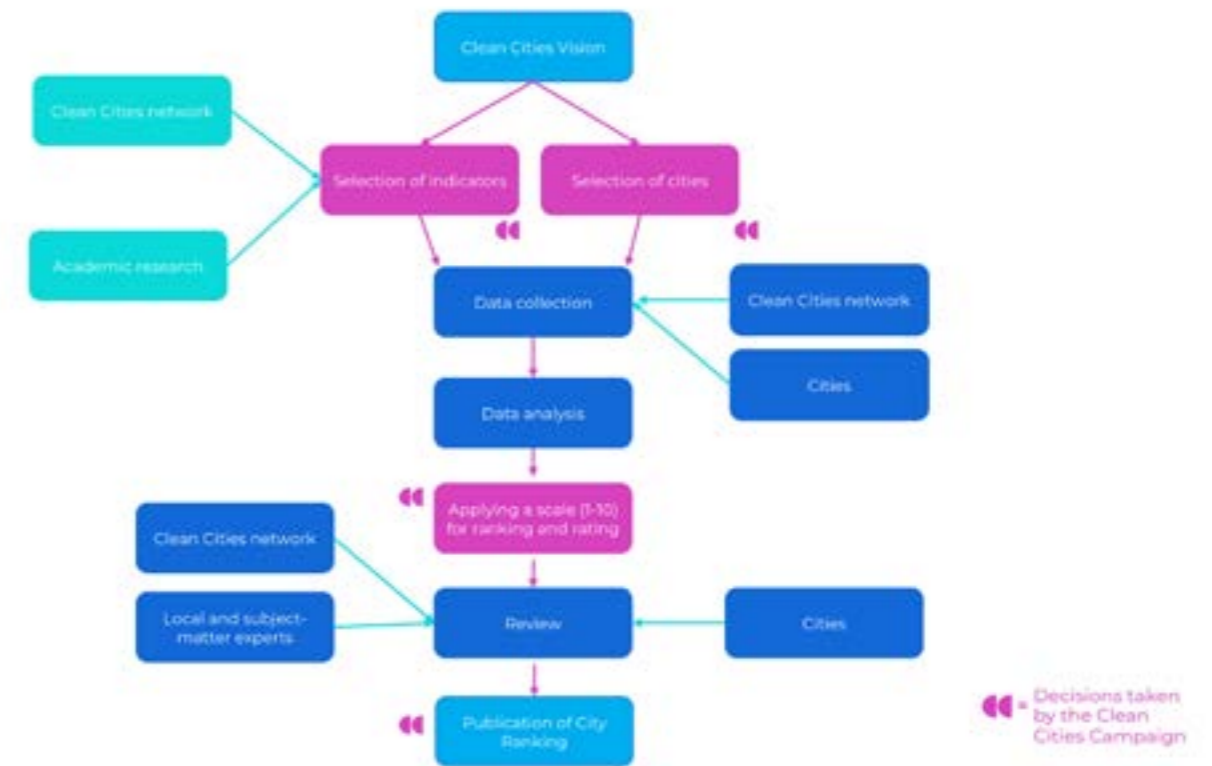 Clean Cities Vision
Clean Cities network
Selection of indicators
Selection of cities
Academic research
Data collection
Clean Cities network
Cities
Data analysis
Applying a scale (1-10)
for ranking and rating
Clean Cities network
Local and subject-
matter experts
Review
Cities
Publication of City
Ranking
= Decisions taken
by the Clean
Cities Campaign